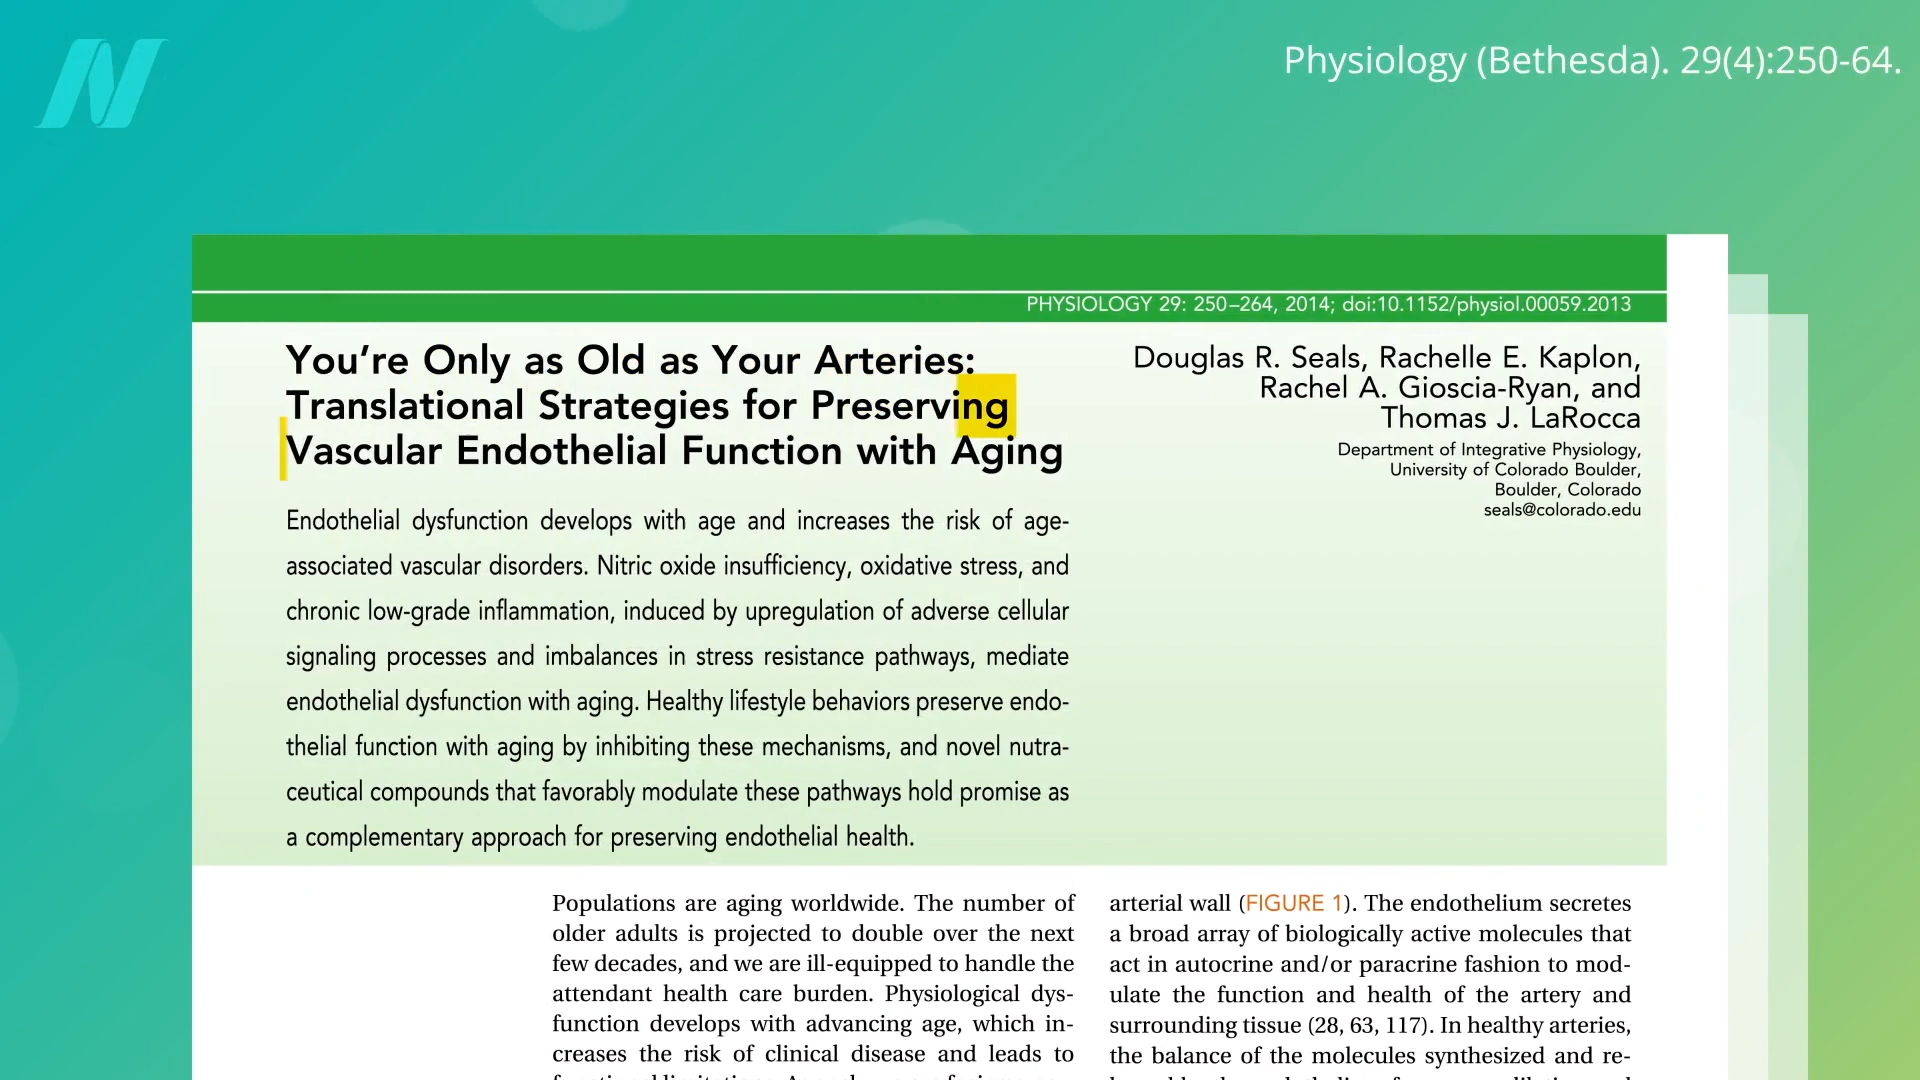 Physiology (Bethesda). 29(4):250-64.
PHYSIOLOGY 29: 250–264, 2014; doi:10.1152/physiol.00059.2013
You’re Only as Old as Your Arteries:
Translational Strategies for Preserving
Vascular Endothelial Function with Aging
Douglas R. Seals, Rachelle E. Kaplon,
Rachel A. Gioscia-Ryan, and
Thomas J. LaRocca
Department of Integrative Physiology,
University of Colorado Boulder,
Boulder, Colorado
seals@colorado.edu
Endothelial dysfunction develops with age and increases the risk of age-
associated vascular disorders. Nitric oxide insufficiency, oxidative stress, and
chronic low-grade inflammation, induced by upregulation of adverse cellular
signaling processes and imbalances in stress resistance pathways, mediate
endothelial dysfunction with aging. Healthy lifestyle behaviors preserve endo-
thelial function with aging by inhibiting these mechanisms, and novel nutra-
ceutical compounds that favorably modulate these pathways hold promise as
a complementary approach for preserving endothelial health.
Populations are aging worldwide. The number of
older adults is projected to double over the next
few decades, and we are ill-equipped to handle the
attendant health care burden. Physiological dys-
function develops with advancing age, which in-
creases the risk of clinical disease and leads to
arterial wall (FIGURE 1). The endothelium secretes
a broad array of biologically active molecules that
act in autocrine and/or paracrine fashion to mod-
ulate the function and health of the artery and
surrounding tissue (28, 63, 117). In healthy arteries,
the balance of the molecules synthesized and re-